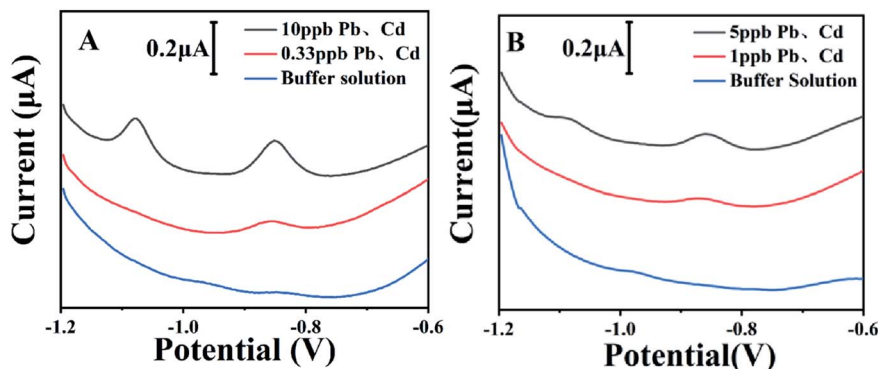 A
0.2μA
10ppb Pb、Cd
0.33ppb Pb、Cd
Buffer solution
Current (μA)
-1.2
-1.0
-0.8
-0.6
Potential (V)
B
0.2μA
5ppb Pb、Cd
1ppb Pb、Cd
Buffer Solution
Current(μA)
-1.2
-1.0
-0.8
-0.6
Potential(V)